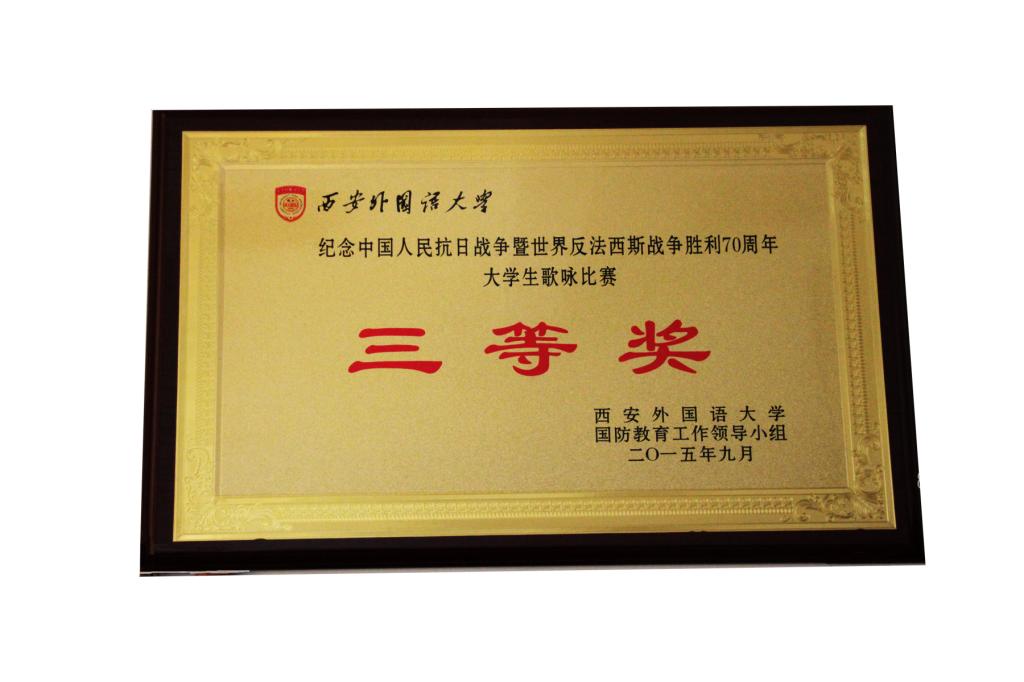 西安外国语大学
纪念中国人民抗日战争暨世界反法西斯战争胜利70周年
大学生歌咏比赛
三等奖
西安外国语大学
国防教育工作领导小组
二〇一五年九月